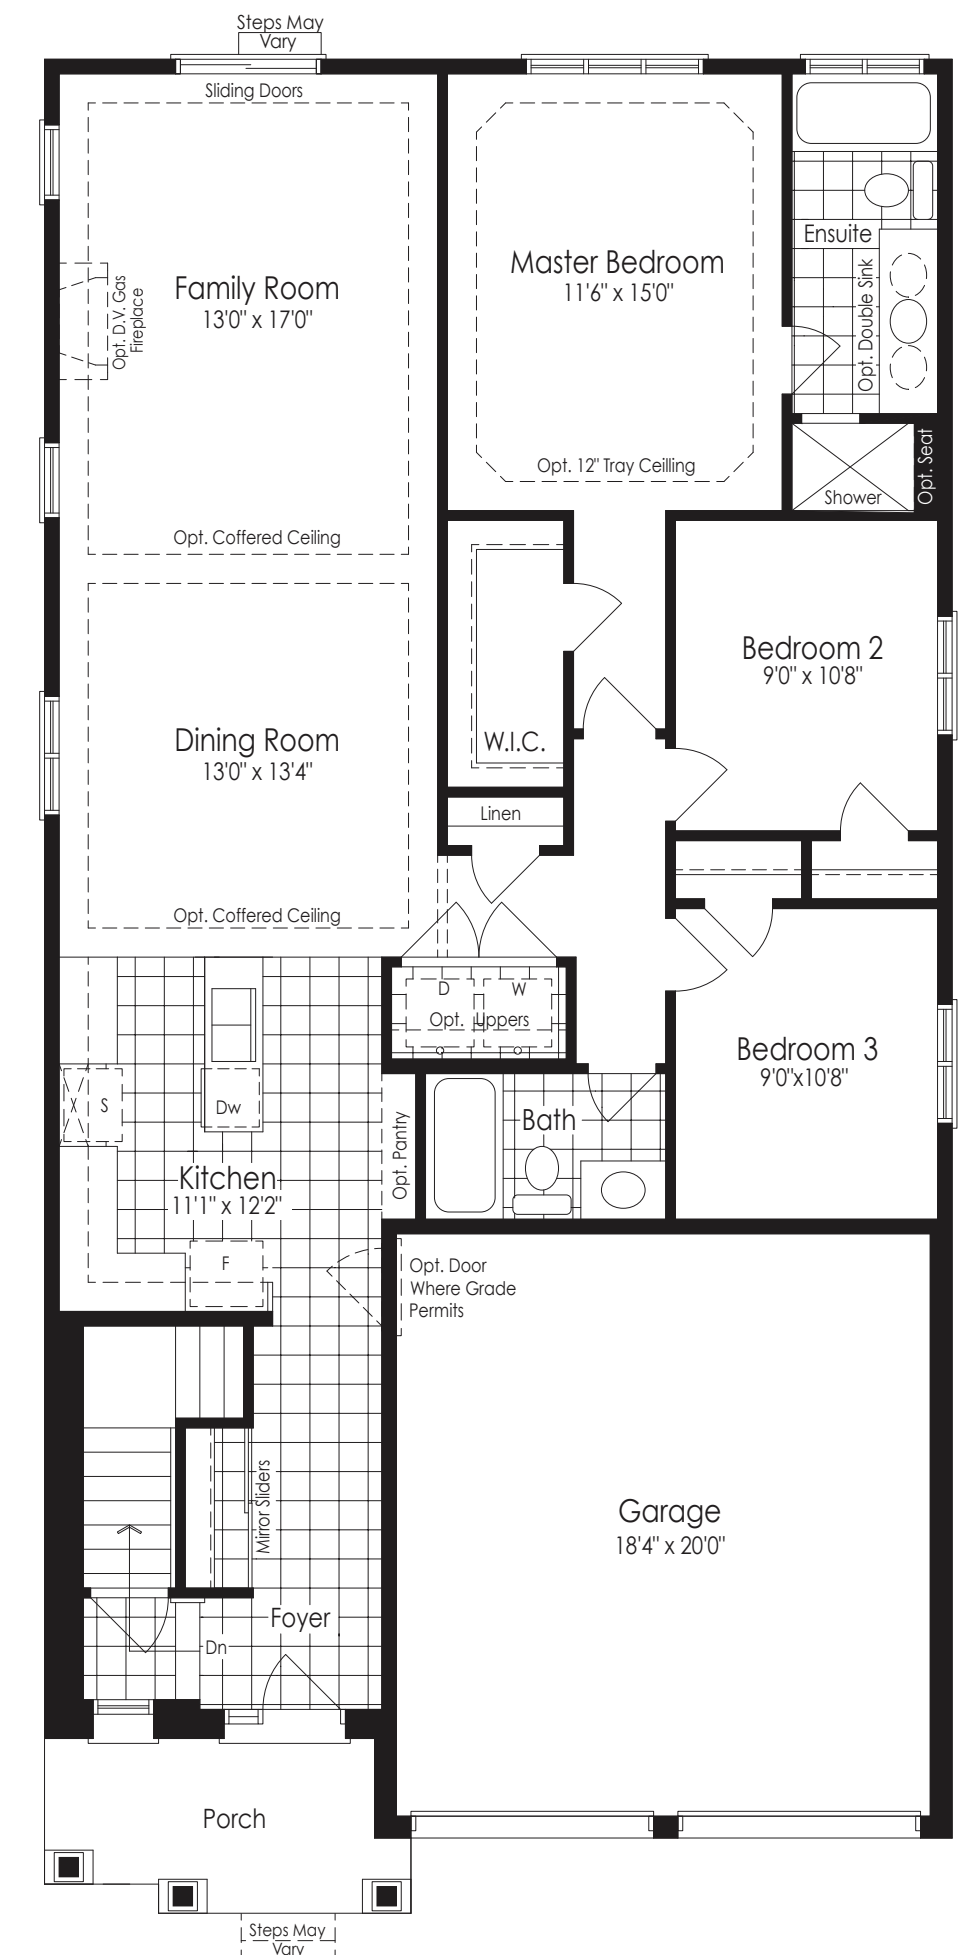 Steps May
Vary
Sliding Doors
Family Room
13'0" x 17'0"
Opt. D.V. Gas
Fireplace
Opt. Coffered Ceiling
Master Bedroom
11'6" x 15'0"
Opt. 12" Tray Ceilling
Ensuite
Opt. Double Sink
Shower
Opt. Seat
Bedroom 2
9'0" x 10'8"
W.I.C.
Linen
Dining Room
13'0" x 13'4"
Opt. Coffered Ceiling
D
W
Opt. Uppers
Bedroom 3
9'0"x10'8"
S
Dw
Kitchen
11'1" x 12'2"
F
Opt. Pantry
Bath
Opt. Door
Where Grade
Permits
Mirror Sliders
Garage
18'4" x 20'0"
Foyer
Dn
Porch
Steps May
Vary